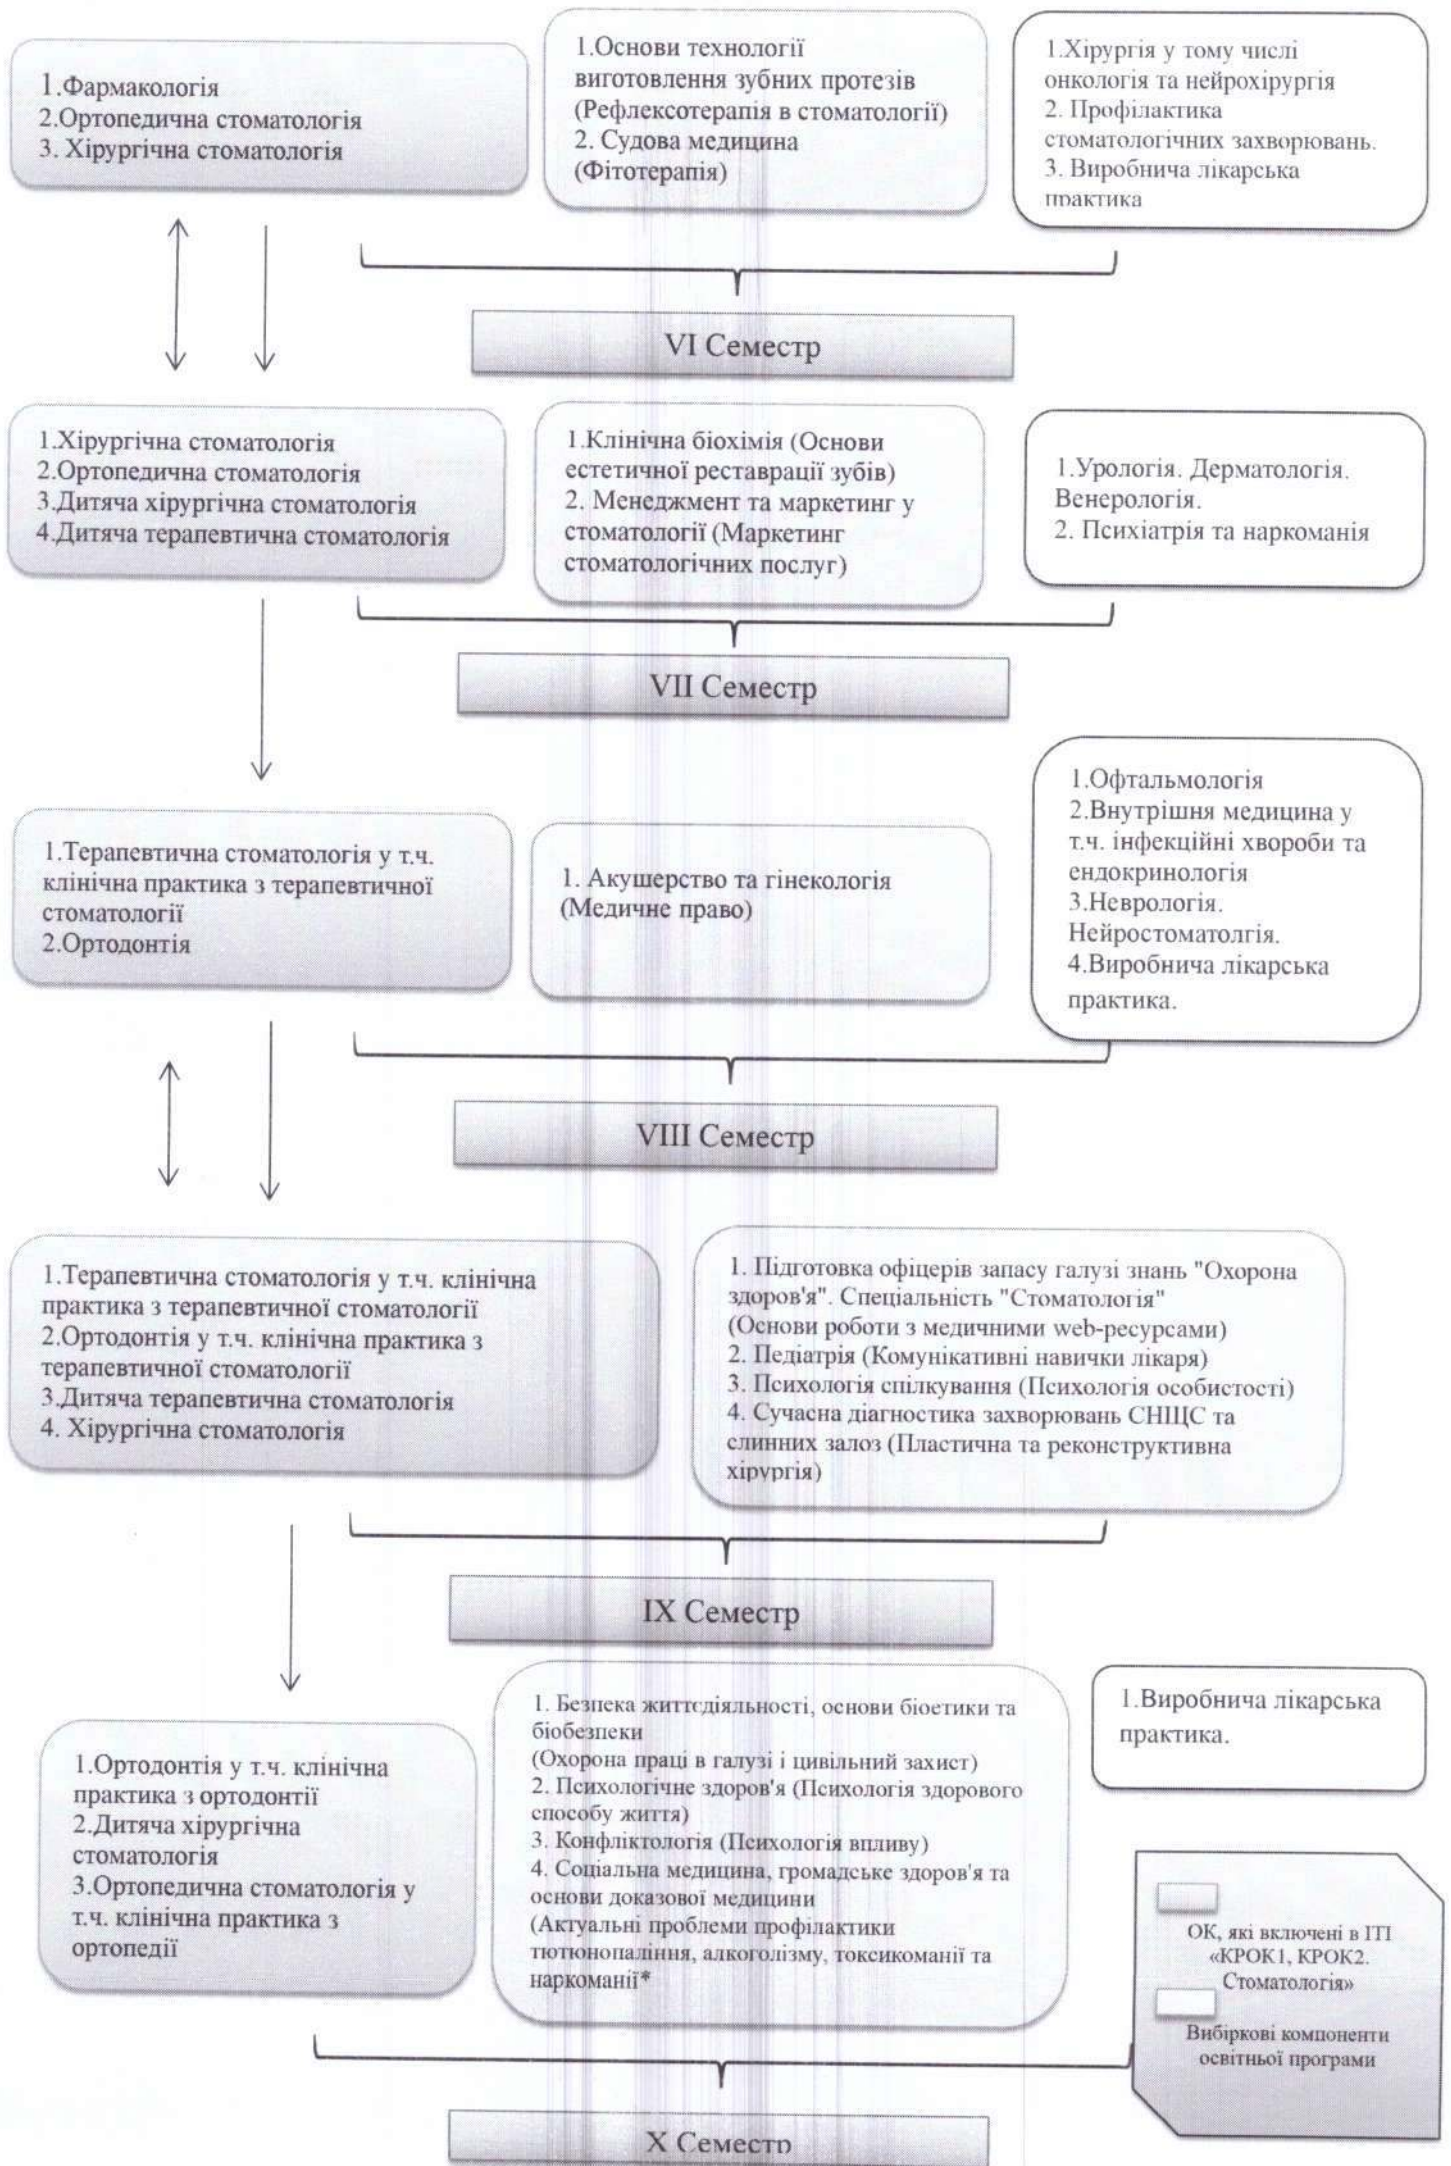 1.Фармакологія
2.Ортопедична стоматологія
3. Хірургічна стоматологія
1.Основи технології
виготовлення зубних протезів
(Рефлексотерапія в стоматології)
2. Судова медицина
(Фітотерапія)
1.Хірургія у тому числі
онкологія та нейрохірургія
2. Профілактика
стоматологічних захворювань.
3. Виробнича лікарська
практика
VI Семестр
1.Хірургічна стоматологія
2.Ортопедична стоматологія
3.Дитяча хірургічна стоматологія
4.Дитяча терапевтична стоматологія
1.Клінічна біохімія (Основи
естетичної реставрації зубів)
2. Менеджмент та маркетинг у
стоматології (Маркетинг
стоматологічних послуг)
1.Урологія. Дерматологія.
Венерологія.
2. Психіатрія та наркоманія
VII Семестр
1.Терапевтична стоматологія у т.ч.
клінічна практика з терапевтичної
стоматології
2.Ортодонтія
1. Акушерство та гінекологія
(Медичне право)
1.Офтальмологія
2.Внутрішня медицина у
т.ч. інфекційні хвороби та
ендокринологія
3.Неврологія.
Нейростоматолгія.
4.Виробнича лікарська
практика.
VIII Семестр
1.Терапевтична стоматологія у т.ч. клінічна
практика з терапевтичної стоматології
2.Ортодонтія у т.ч. клінічна практика з
терапевтичної стоматології
3.Дитяча терапевтична стоматологія
4. Хірургічна стоматологія
1. Підготовка офіцерів запасу галузі знань "Охорона
здоров'я". Спеціальність "Стоматологія"
(Основи роботи з медичними web-ресурсами)
2. Педіатрія (Комунікативні навички лікаря)
3. Психологія спілкування (Психологія особистості)
4. Сучасна діагностика захворювань СНЩС та
слинних залоз (Пластична та реконструктивна
хірургія)
IX Семестр
1.Ортодонтія у т.ч. клінічна
практика з ортодонтії
2.Дитяча хірургічна
стоматологія
3.Ортопедична стоматологія у
т.ч. клінічна практика з
ортопедії
1. Безпека життєдіяльності, основи біоетики та
біобезпеки
(Охорона праці в галузі і цивільний захист)
2. Психологічне здоров'я (Психологія здорового
способу життя)
3. Конфліктологія (Психологія впливу)
4. Соціальна медицина, громадське здоров'я та
основи доказової медицини
(Актуальні проблеми профілактики
тютюнопаління, алкоголізму, токсикоманії та
наркоманії*
1.Виробнича лікарська
практика.
ОК, які включені в ІТІ
«КРОК1, КРОК2.
Стоматологія»
Вибіркові компоненти
освітньої програми
X Семестр